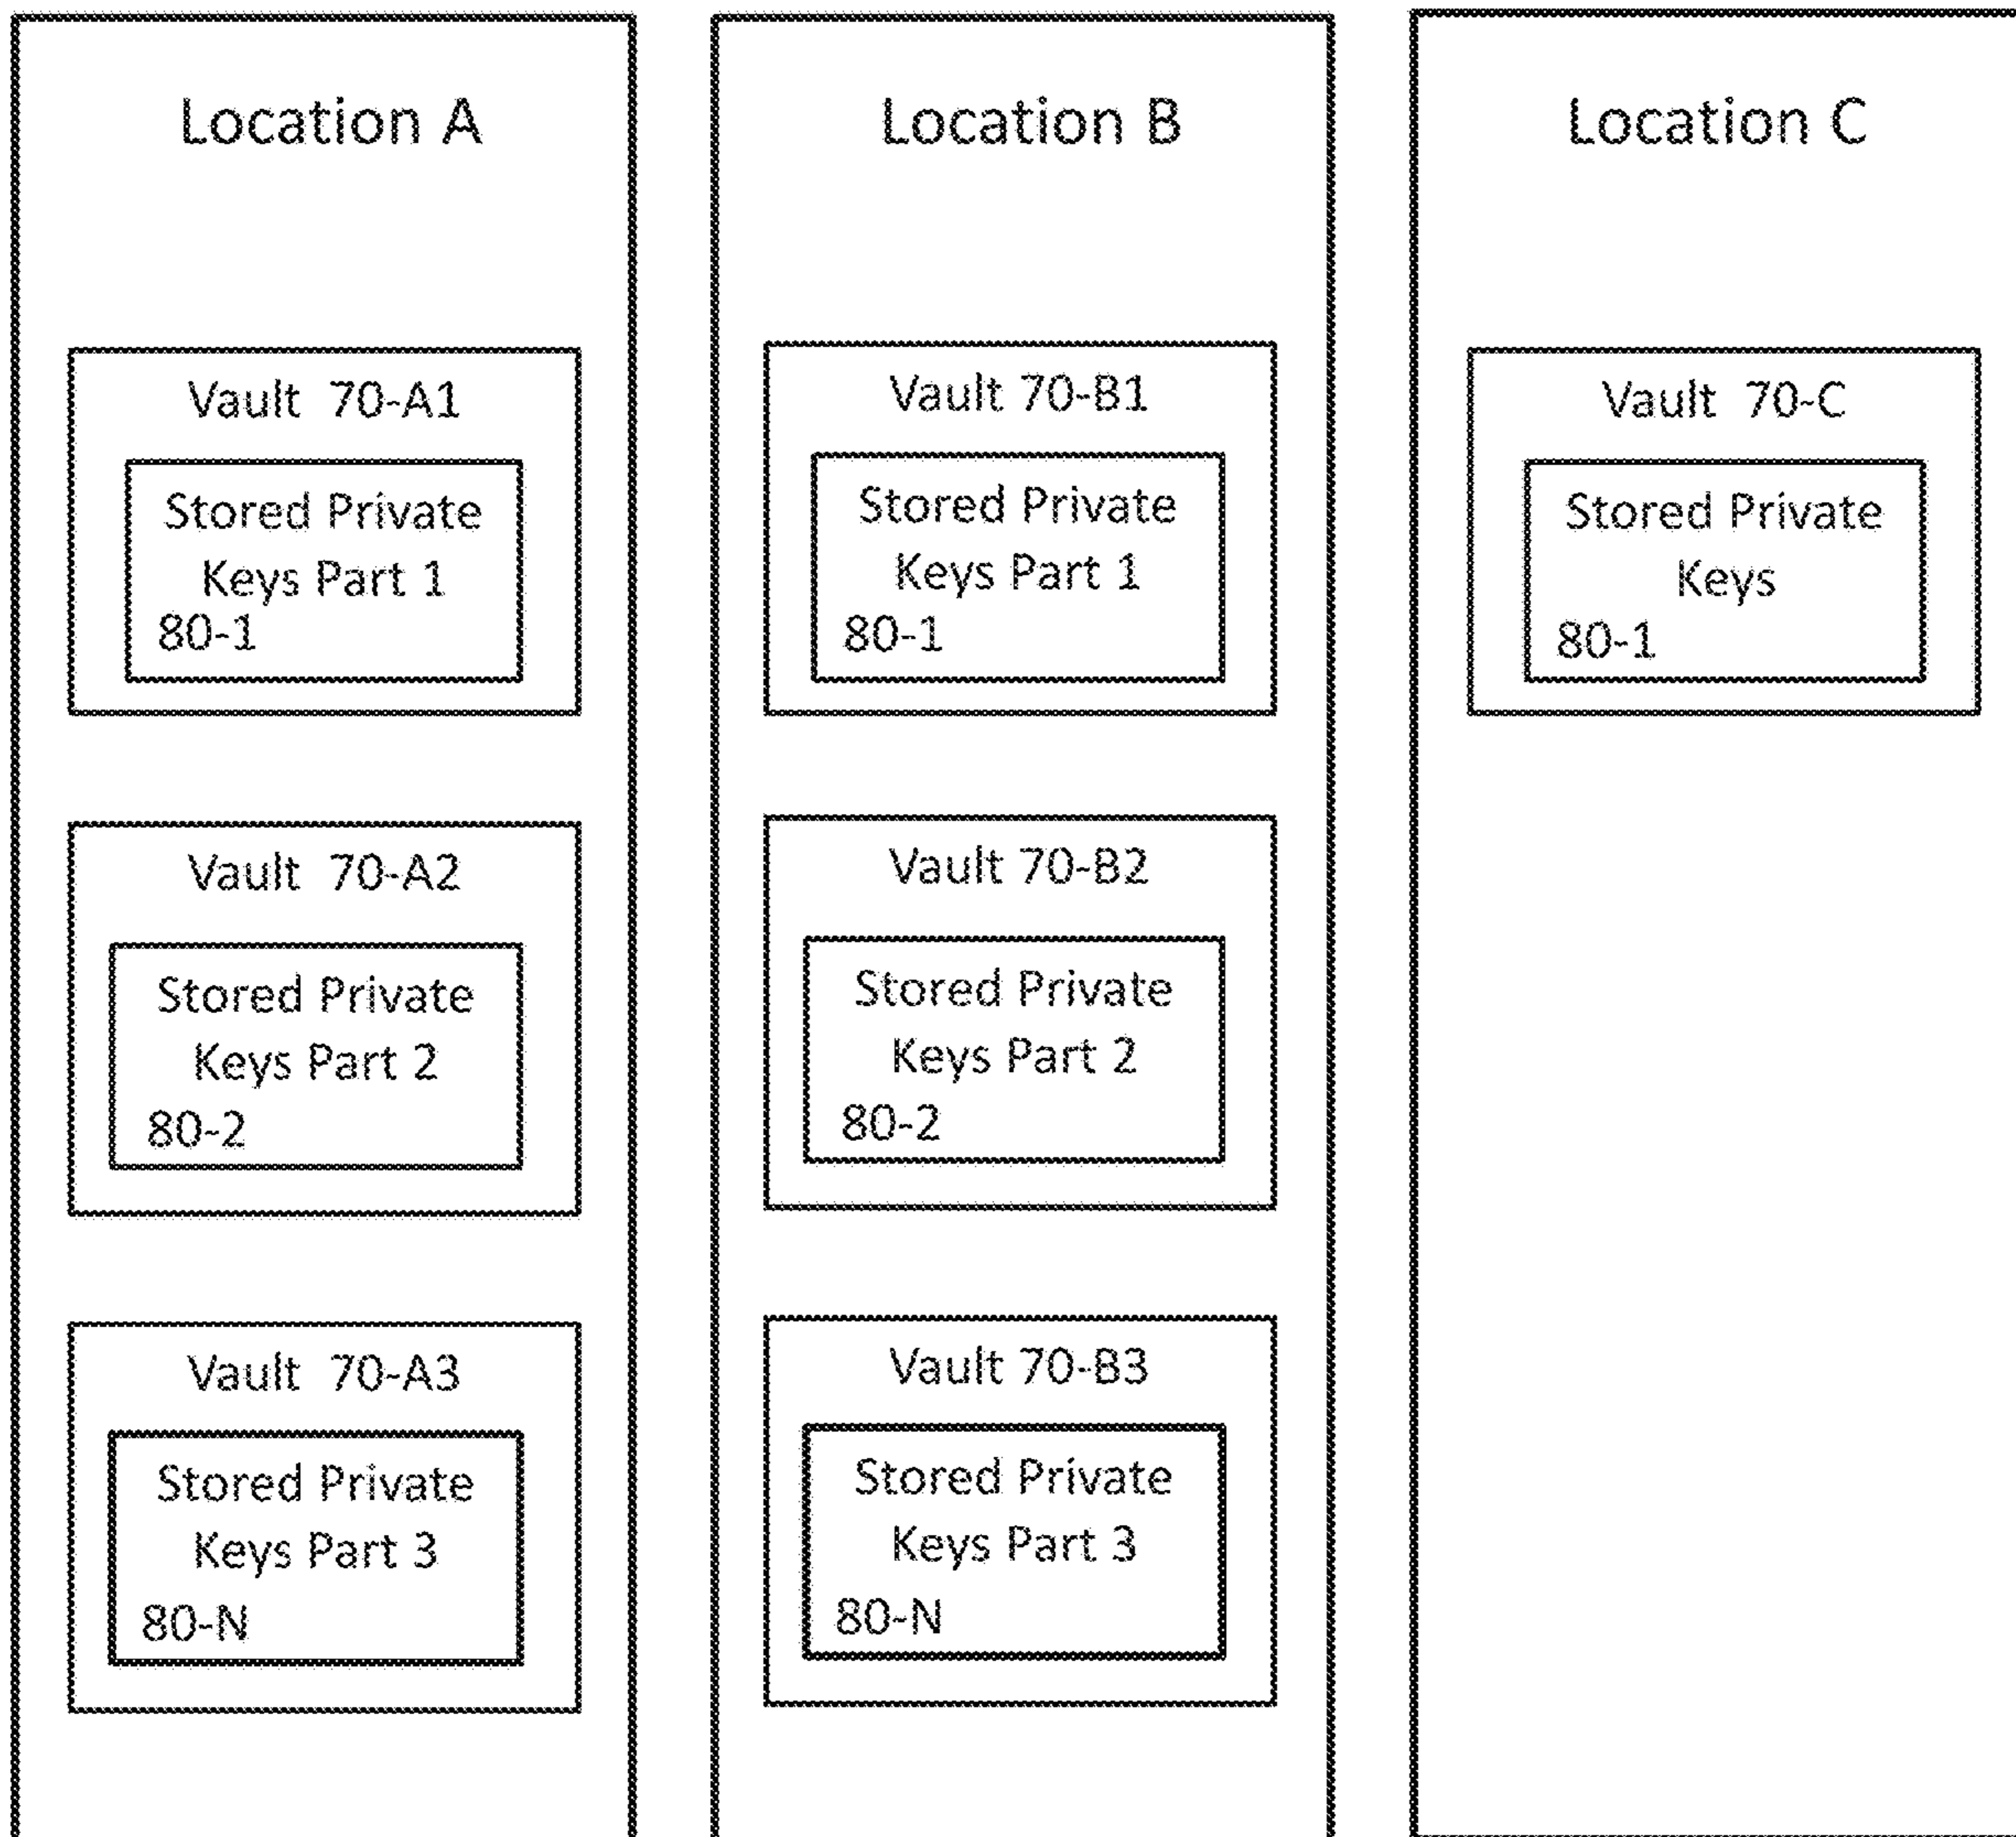 Location A
Vault 70-A1
Stored Private
Keys Part 1
80-1
Vault 70-A2
Stored Private
Keys Part 2
80-2
Vault 70-A3
Stored Private
Keys Part 3
80-N
Location B
Vault 70-B1
Stored Private
Keys Part 1
80-1
Vault 70-B2
Stored Private
Keys Part 2
80-2
Vault 70-B3
Stored Private
Keys Part 3
80-N
Location C
Vault 70-C
Stored Private
Keys
80-1